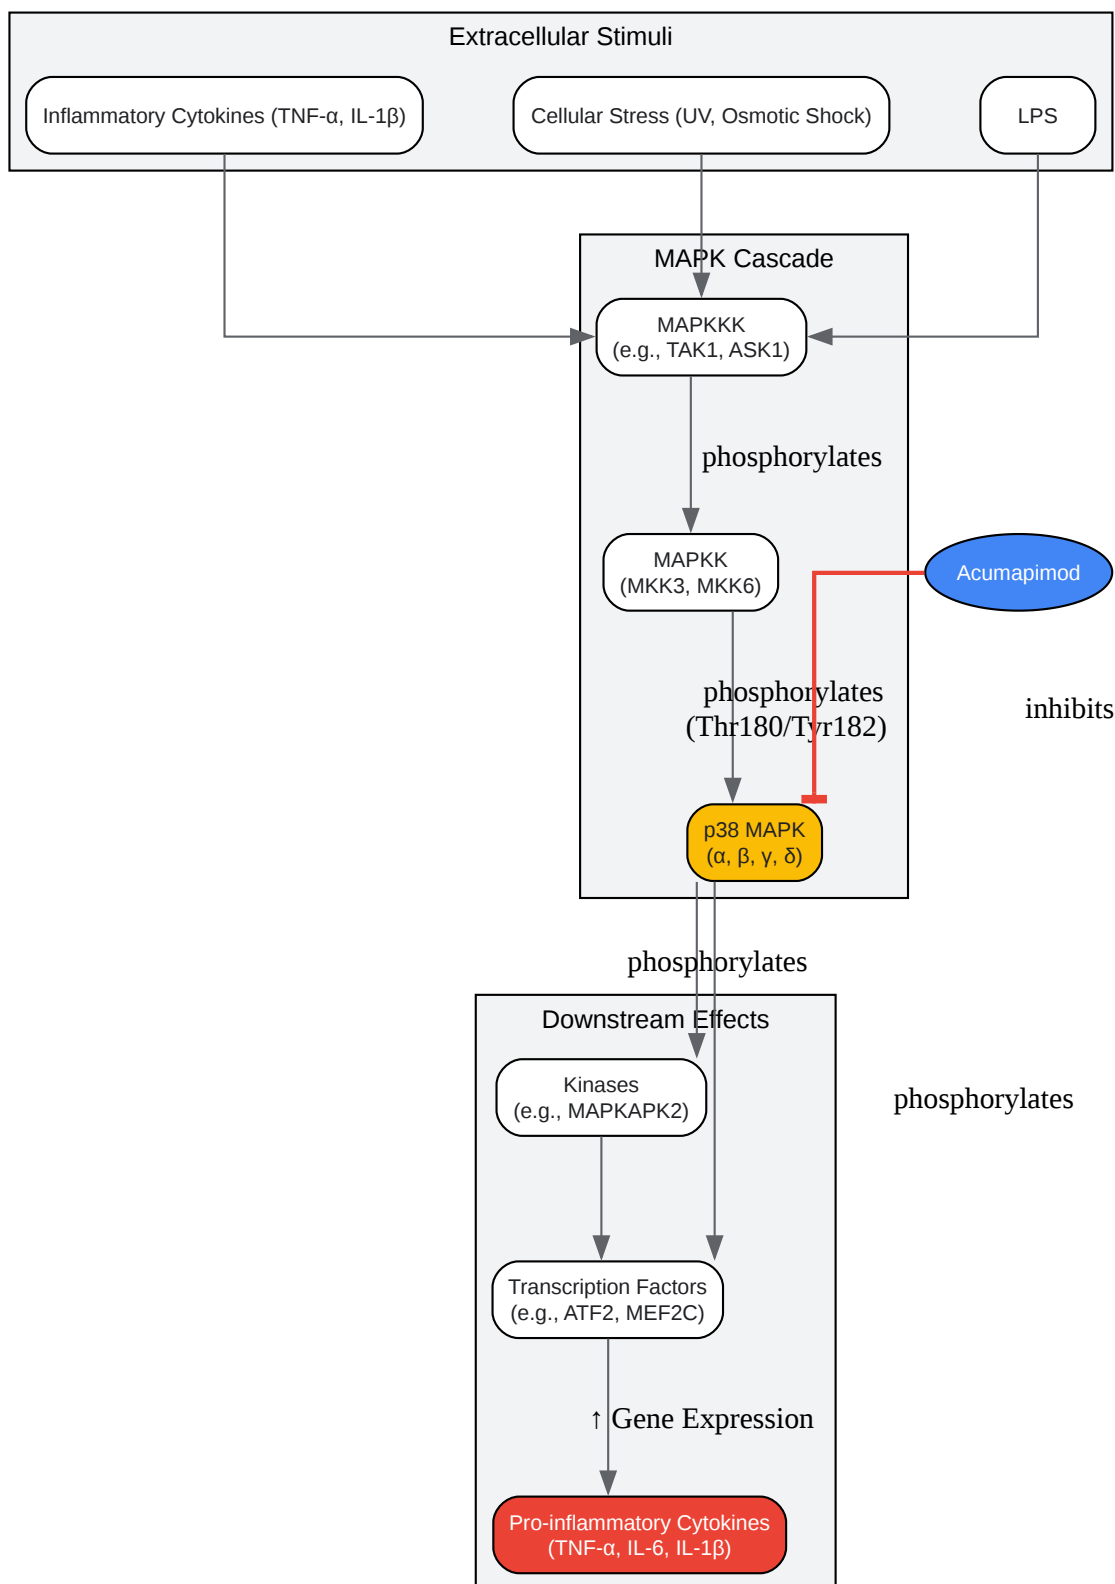 Extracellular Stimuli
Inflammatory Cytokines (TNF-α, IL-1β)
Cellular Stress (UV, Osmotic Shock)
LPS
MAPK Cascade
MAPKKK
(e.g., TAK1, ASK1)
phosphorylates
MAPKK
(MKK3, MKK6)
Acumapimod
phosphorylates
(Thr180/Tyr182)
inhibits
p38 MAPK
(α, β, γ, δ)
phosphorylates
Downstream Effects
Kinases
(e.g., MAPKAPK2)
phosphorylates
Transcription Factors
(e.g., ATF2, MEF2C)
↑ Gene Expression
Pro-inflammatory Cytokines
(TNF-α, IL-6, IL-1β)